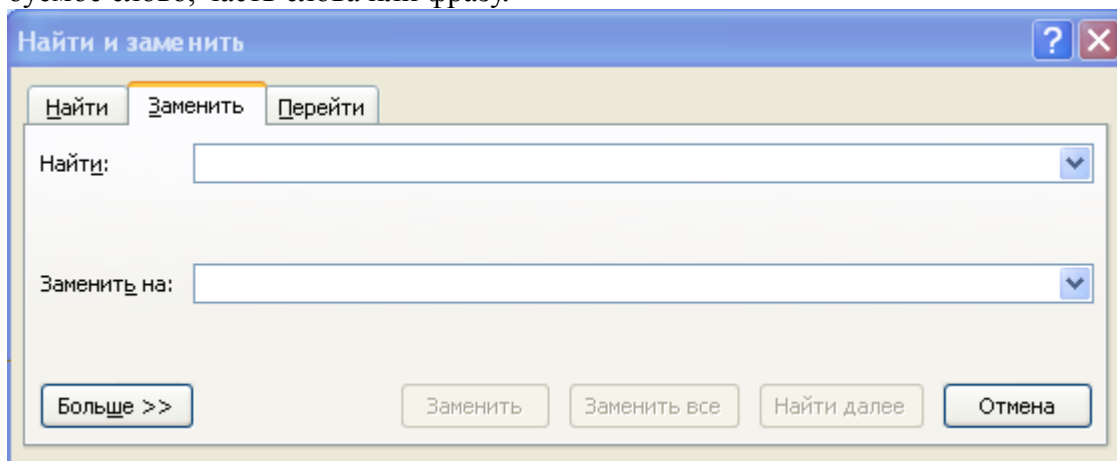 Найти и заменить
Найти Заменить Перейти
Найти:
Заменить на:
Больше >> Заменить Заменить все Найти далее Отмена